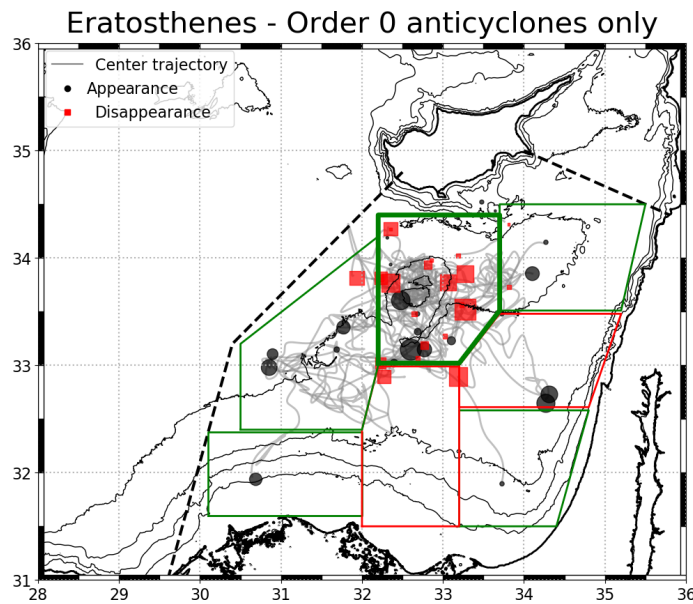 Eratosthenes - Order 0 anticyclones only
36
Center trajectory
Appearance
Disappearance
35
34
33
32
31
28 29 30 31 32 33 34 35 36